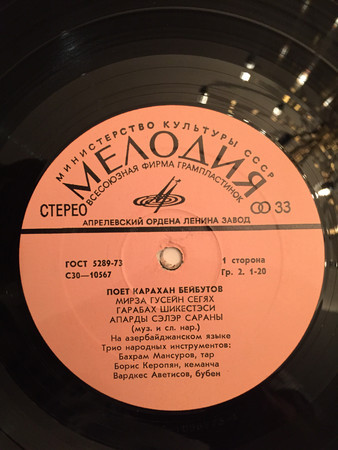 МИНИСТЕРСТВО КУЛЬТУРЫ СССР
МЕЛОДИЯ
ВСЕСОЮЗНАЯ ФИРМА ГРАМПЛАСТИНОК
СТЕРЕО
33
АПРЕЛЕВСКИЙ ОРДЕНА ЛЕНИНА ЗАВОД
ГОСТ 5289-73
1 сторона
С30—10567
Гр. 2. 1-20
ПОЕТ КАРАХАН БЕЙБУТОВ
МИРЗА ГУСЕЙН СЕГЯХ
ГАРАБАХ ШИКЕСТЭСИ
АПАРДЫ СЭЛЭР САРАНЫ
(муз. и сл. нар.)
На азербайджанском языке
Трио народных инструментов:
Бахрам Мансуров, тар
Борис Керопян, кеманча
Вардкес Аветисов, бубен